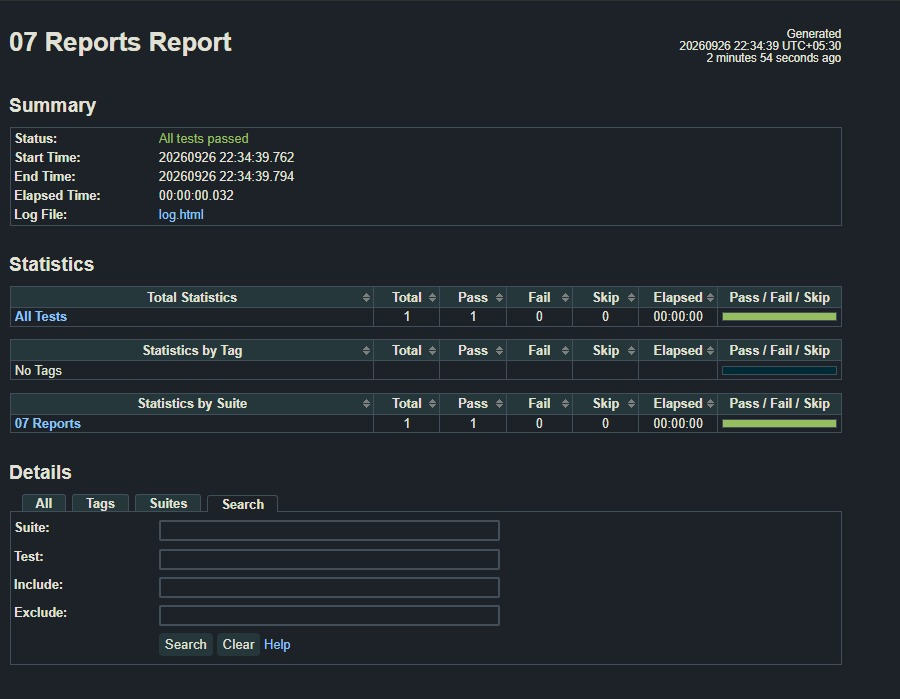 07 Reports Report
Generated
20260926 22:34:39 UTC+05:30
2 minutes 54 seconds ago
Summary
Status: All tests passed
Start Time: 20260926 22:34:39.762
End Time: 20260926 22:34:39.794
Elapsed Time: 00:00:00.032
Log File: log.html
Statistics
Total Statistics Total Pass Fail Skip Elapsed Pass / Fail / Skip
All Tests 1 1 0 0 00:00:00
Statistics by Tag Total Pass Fail Skip Elapsed Pass / Fail / Skip
No Tags
Statistics by Suite Total Pass Fail Skip Elapsed Pass / Fail / Skip
07 Reports 1 1 0 0 00:00:00
Details
All Tags Suites Search
Suite:
Test:
Include:
Exclude:
Search Clear Help